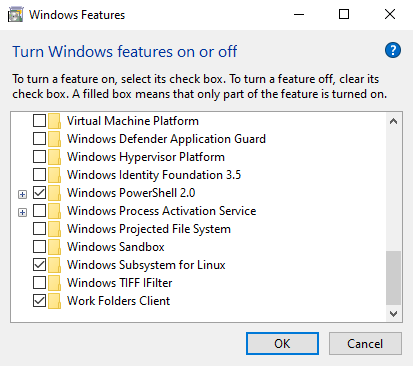 Windows Features
Turn Windows features on or off
To turn a feature on, select its check box. To turn a feature off, clear its
check box. A filled box means that only part of the feature is turned on.
Virtual Machine Platform
Windows Defender Application Guard
Windows Hypervisor Platform
Windows Identity Foundation 3.5
Windows PowerShell 2.0
Windows Process Activation Service
Windows Projected File System
Windows Sandbox
Windows Subsystem for Linux
Windows TIFF IFilter
Work Folders Client
OK Cancel